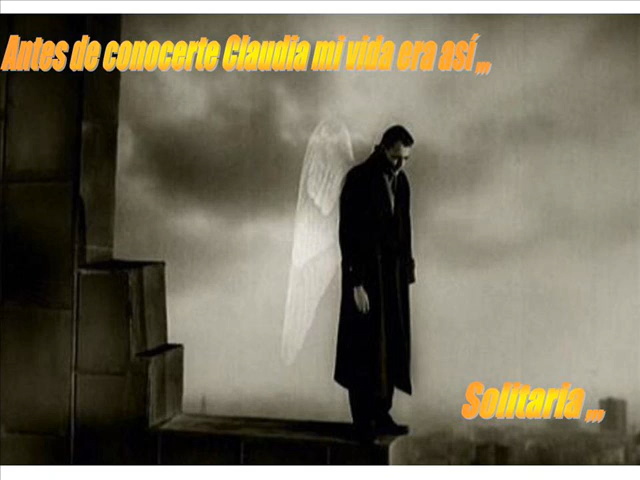 Antes de conocerte Claudia mi vida era así ,,,
Solitaria ,,,